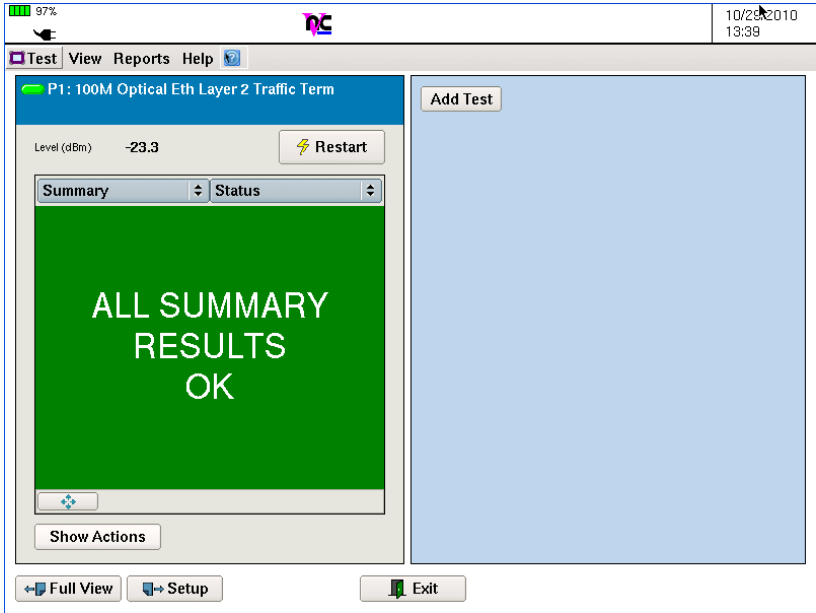 97%
VNC
10/29/2010
13:39
Test View Reports Help
P1: 100M Optical Eth Layer 2 Traffic Term
Level (dBm) -23.3
Restart
Summary
Status
ALL SUMMARY
RESULTS
OK
Show Actions
Add Test
Full View
Setup
Exit